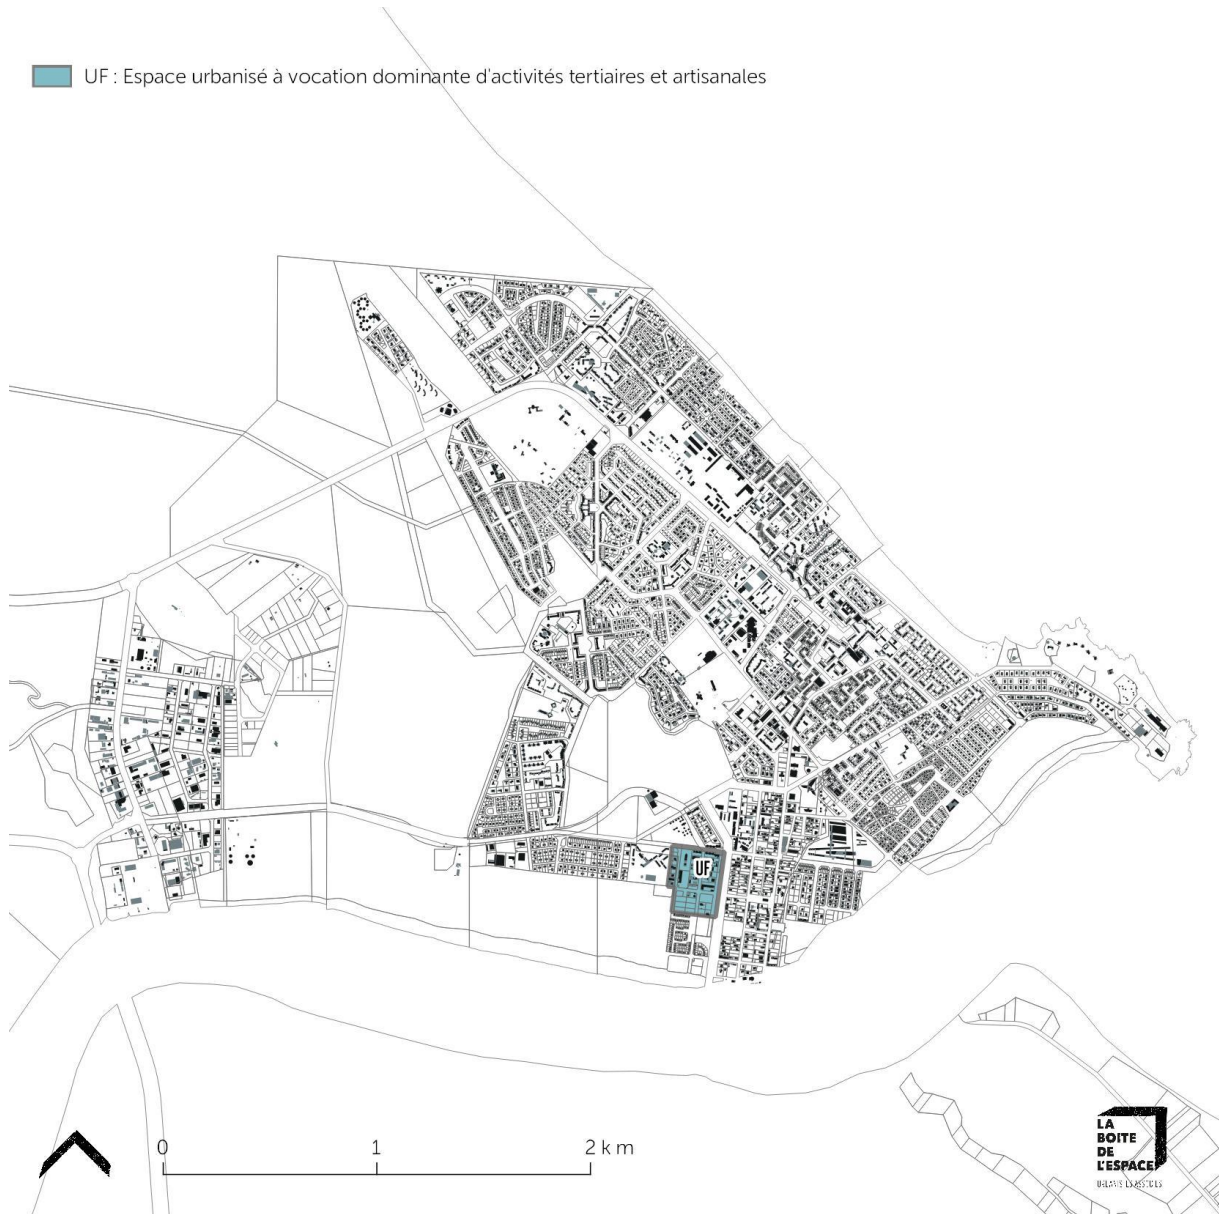 UF : Espace urbanisé à vocation dominante d'activités tertiaires et artisanales
UF
0 1 2 km
LA
BOITE
DE
L'ESPACE